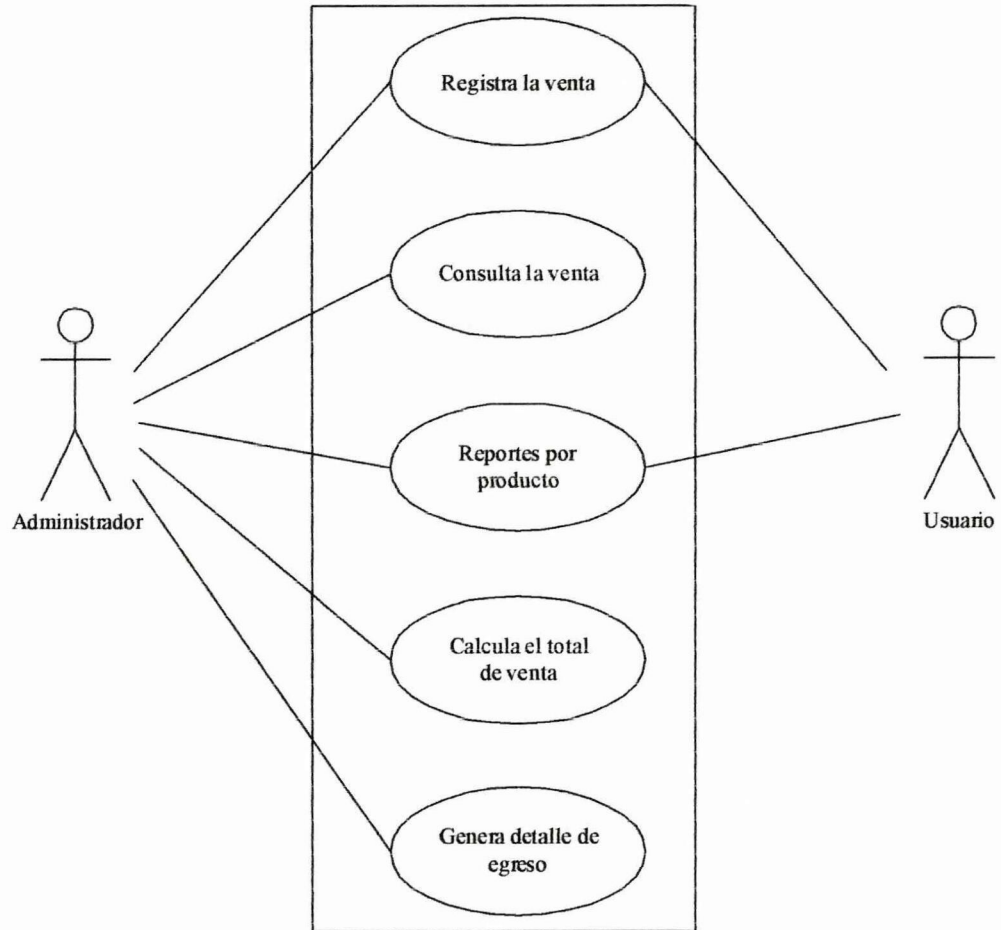 Registra la venta
Consulta la venta
Reportes por
producto
Administrador
Usuario
Calcula el total
de venta
Genera detalle de
egreso